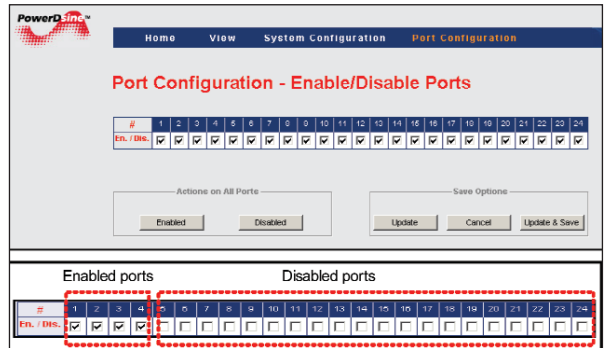 PowerDsine™
Home View System Configuration Port Configuration
Port Configuration - Enable/Disable Ports
# 1 2 3 4 5 6 7 8 9 10 11 12 13 14 15 16 17 18 19 20 21 22 23 24
En. / Dis.
Actions on All Ports Save Options
Enabled Disabled Update Cancel Update & Save
Enabled ports Disabled ports
# 1 2 3 4 5 6 7 8 9 10 11 12 13 14 15 16 17 18 19 20 21 22 23 24
En. / Dis.